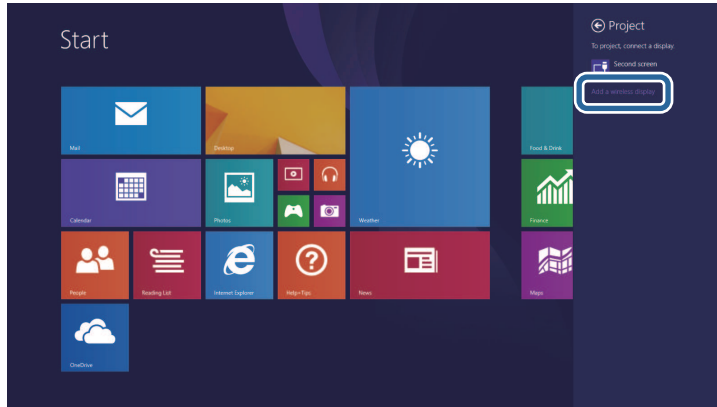 Start
Project
To project, connect a display.
Second screen
Add a wireless display
Mail
Desktop
Food & Drink
Calendar
Photos
Weather
Finance
People
Reading List
Internet Explorer
Help+Tips
News
Maps
OneDrive